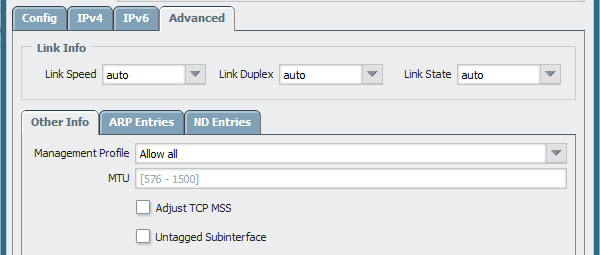 Config IPv4 IPv6 Advanced
Link Info
Link Speed auto Link Duplex auto Link State auto
Other Info ARP Entries ND Entries
Management Profile Allow all
MTU [576 - 1500]
Adjust TCP MSS
Untagged Subinterface